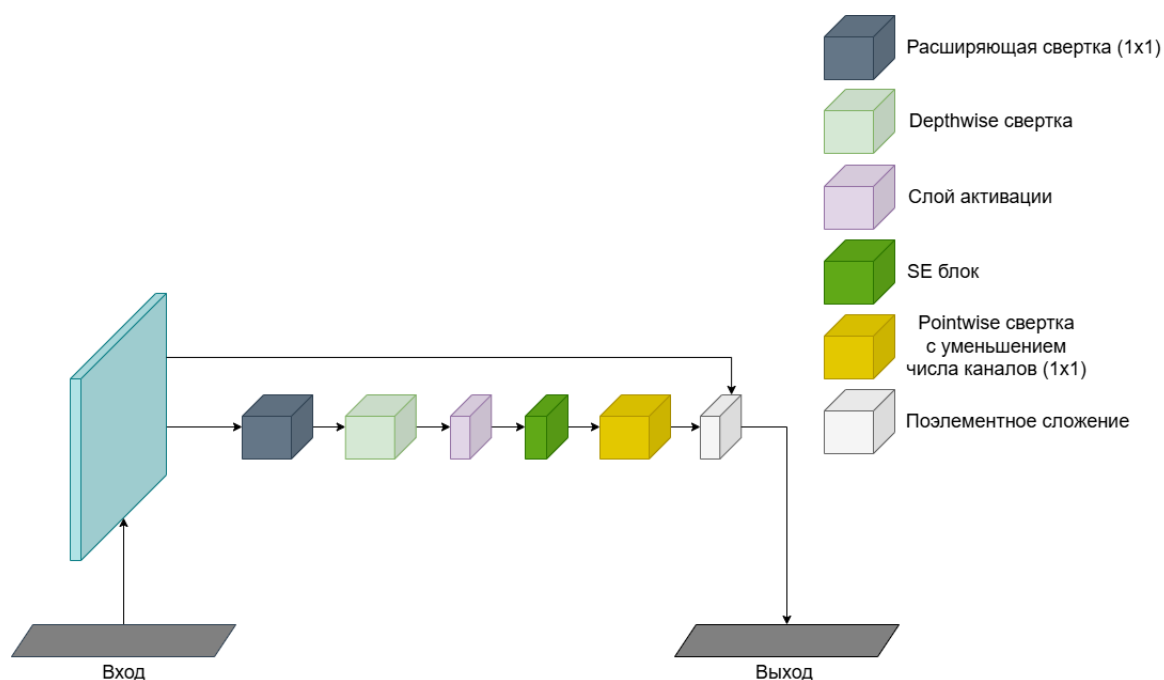 Расширяющая свертка (1x1)
Depthwise свертка
Слой активации
SE блок
Pointwise свертка
с уменьшением
числа каналов (1x1)
Поэлементное сложение
Вход
Выход